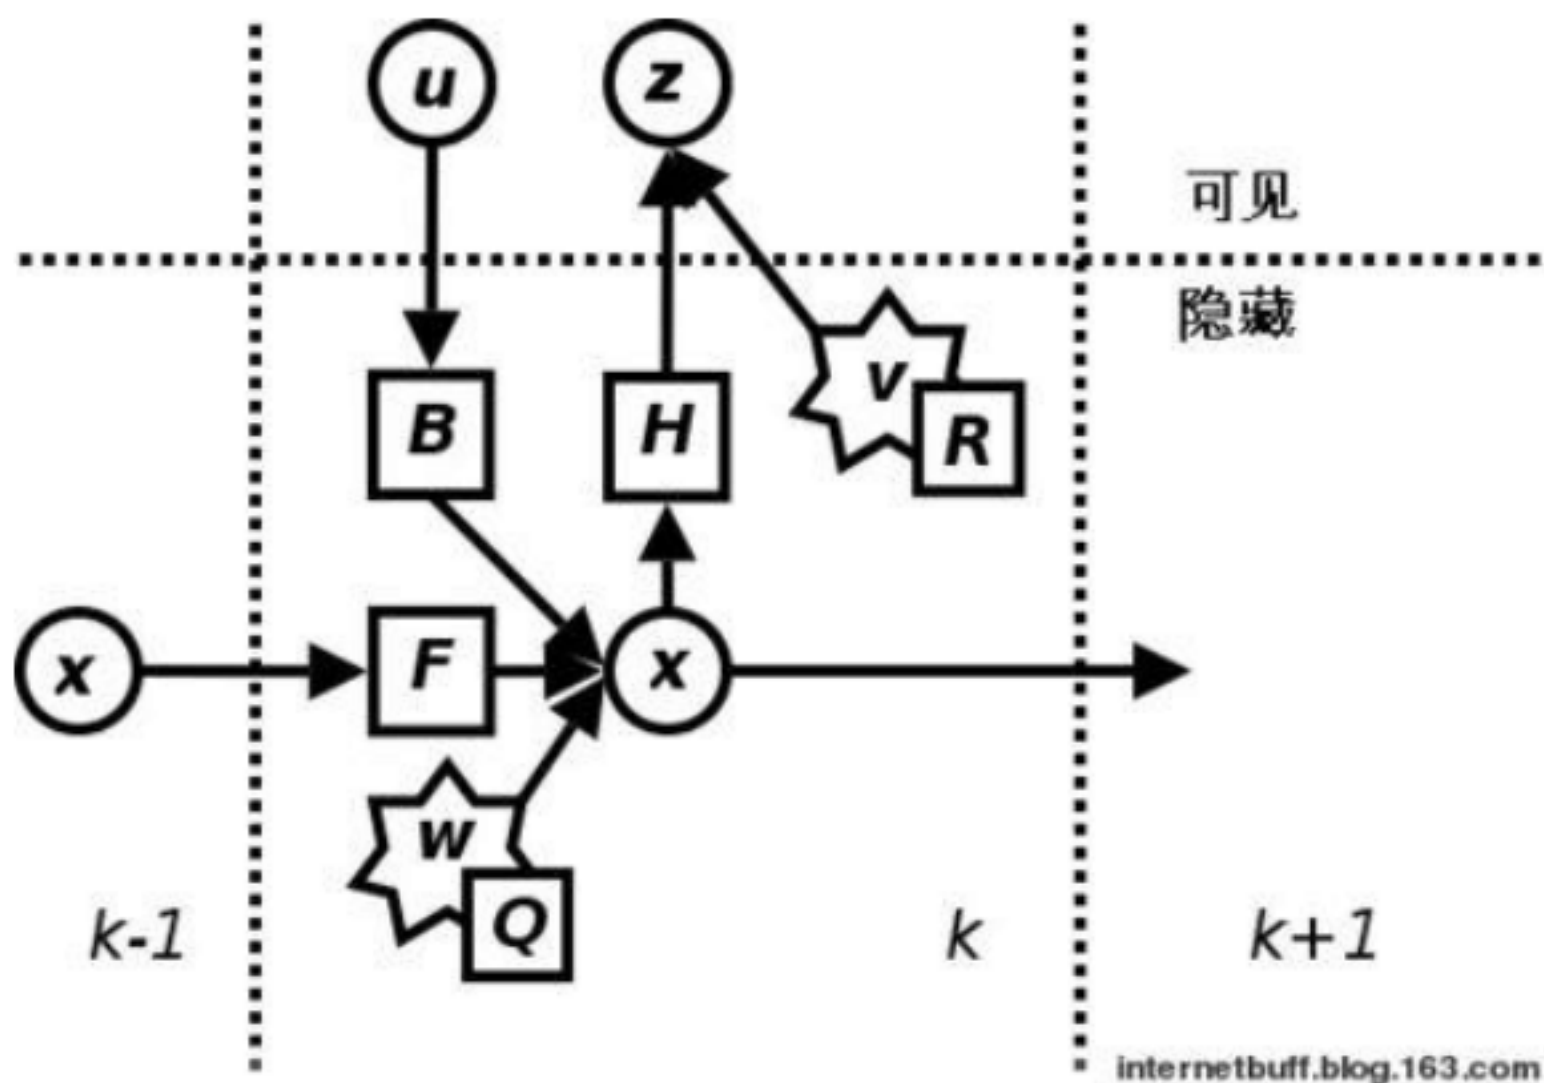 u
z
可见
隐藏
B
H
v
R
x
F
x
w
Q
k-1
k
k+1
internetbuff.blog.163.com